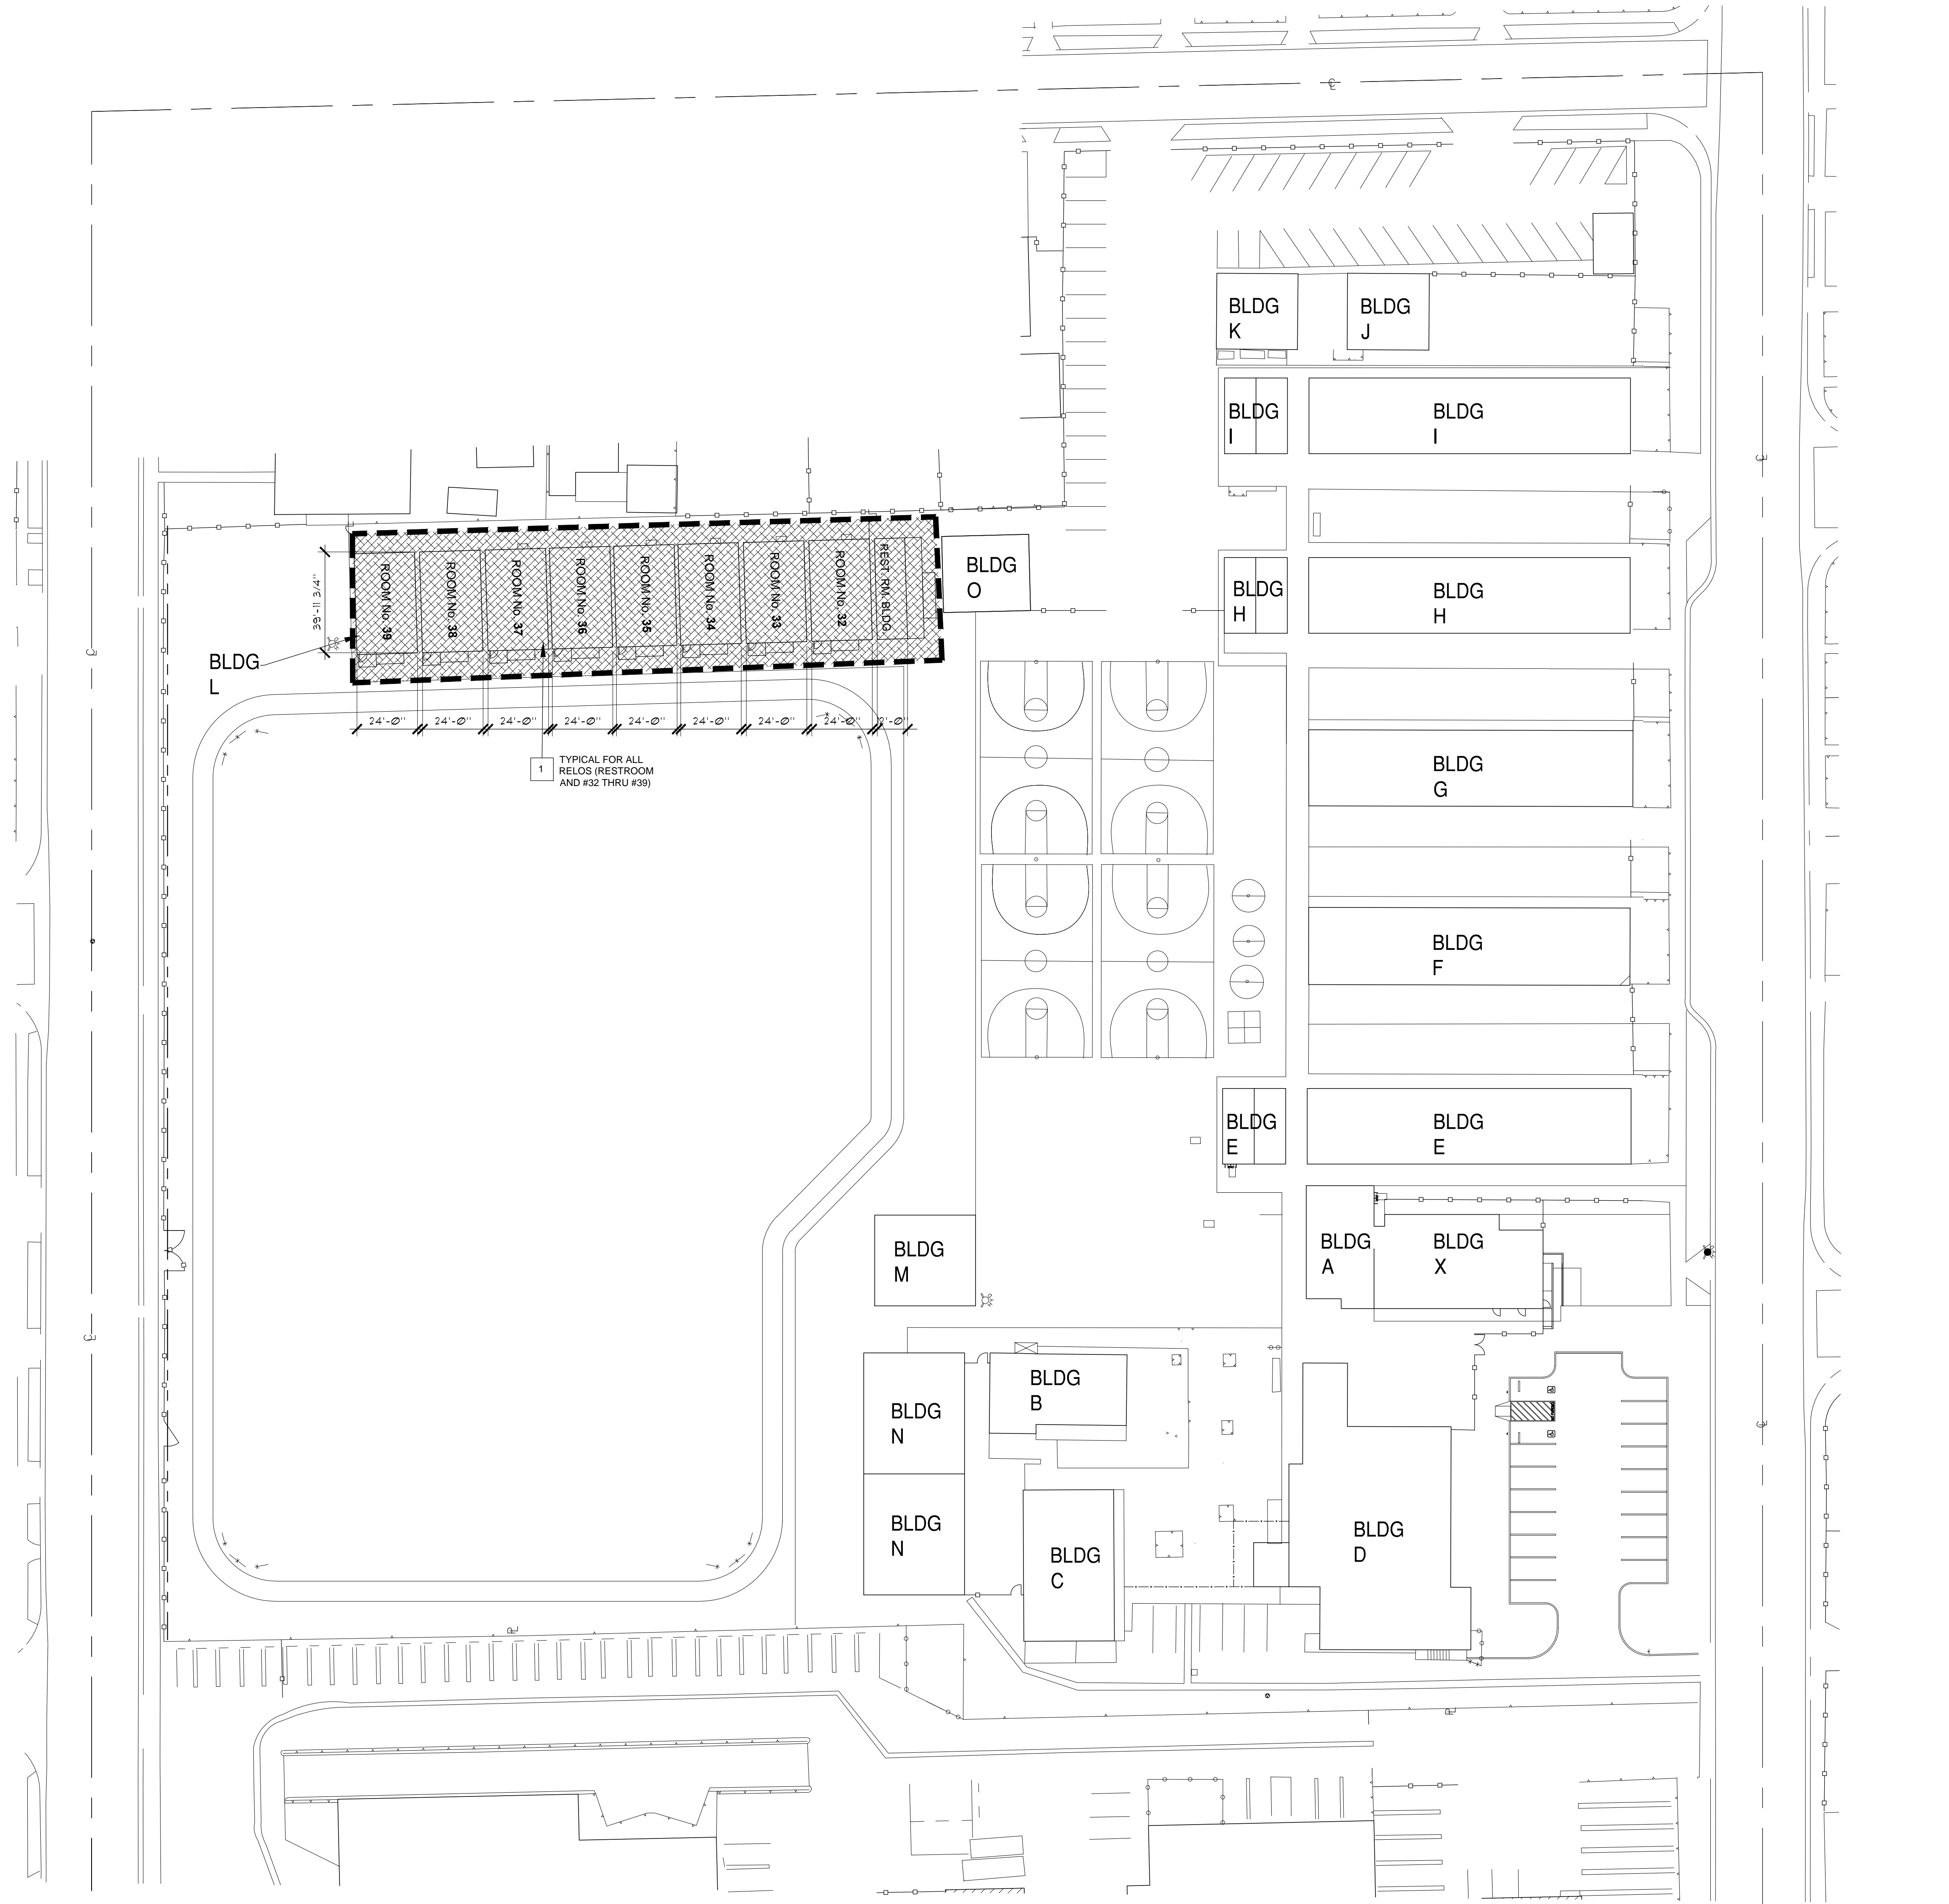 BLDG
K
BLDG
J
BLDG
I
BLDG
I
39'-11 3/4"
ROOM No. 39
ROOM No. 38
ROOM No. 37
ROOM No. 36
ROOM No. 35
ROOM No. 34
ROOM No. 33
ROOM No. 32
REST. RM. BLDG.
BLDG
O
BLDG
H
BLDG
H
BLDG
L
24'-0"
24'-0"
24'-0"
24'-0"
24'-0"
24'-0"
24'-0"
24'-0"
1
TYPICAL FOR ALL
RELOS (RESTROOM
AND #32 THRU #39)
BLDG
G
BLDG
F
BLDG
E
BLDG
E
BLDG
M
BLDG
A
BLDG
X
BLDG
B
BLDG
N
BLDG
N
BLDG
C
BLDG
D